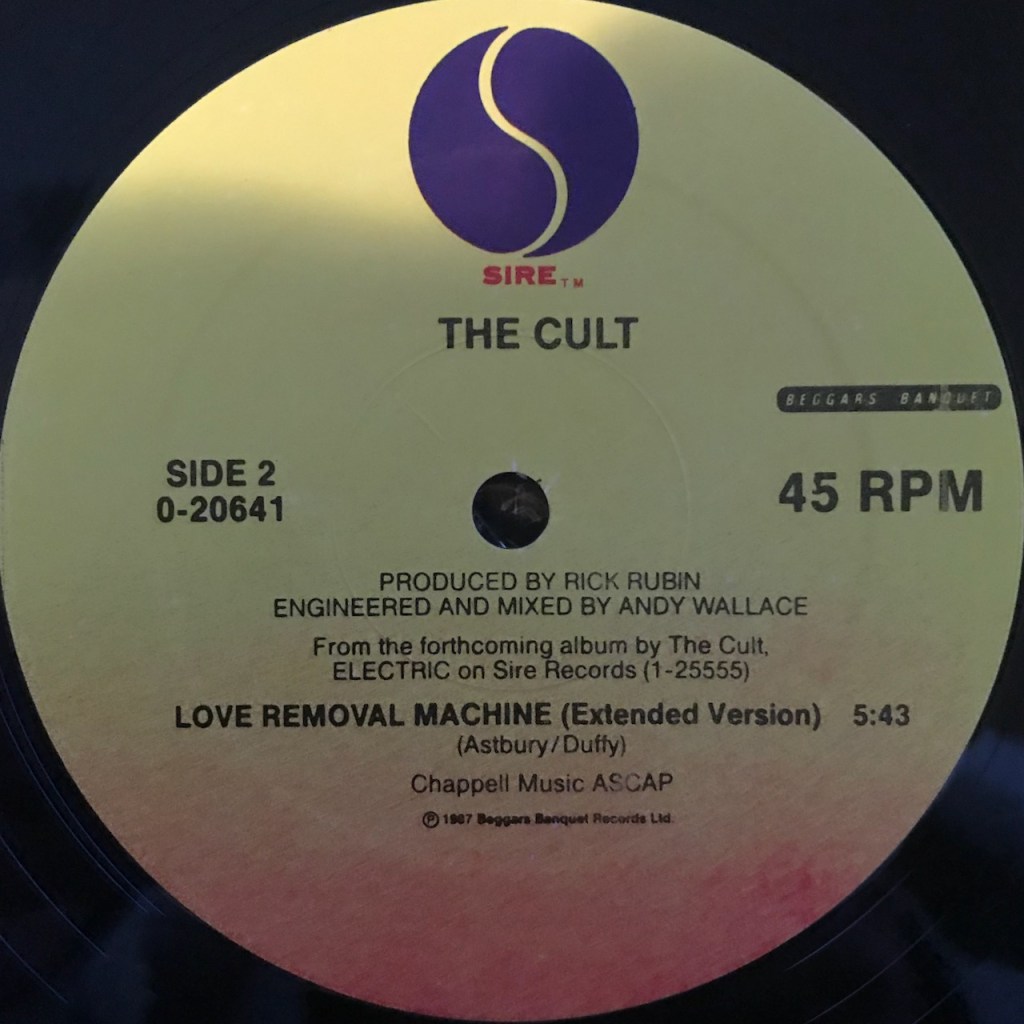 SIRE™
THE CULT
BEGGARS BANQUET
SIDE 2
0-20641
45 RPM
PRODUCED BY RICK RUBIN
ENGINEERED AND MIXED BY ANDY WALLACE
From the forthcoming album by The Cult,
ELECTRIC on Sire Records (1-25555)
LOVE REMOVAL MACHINE (Extended Version) 5:43
(Astbury/Duffy)
Chappell Music ASCAP
℗ 1987 Beggars Banquet Records Ltd.